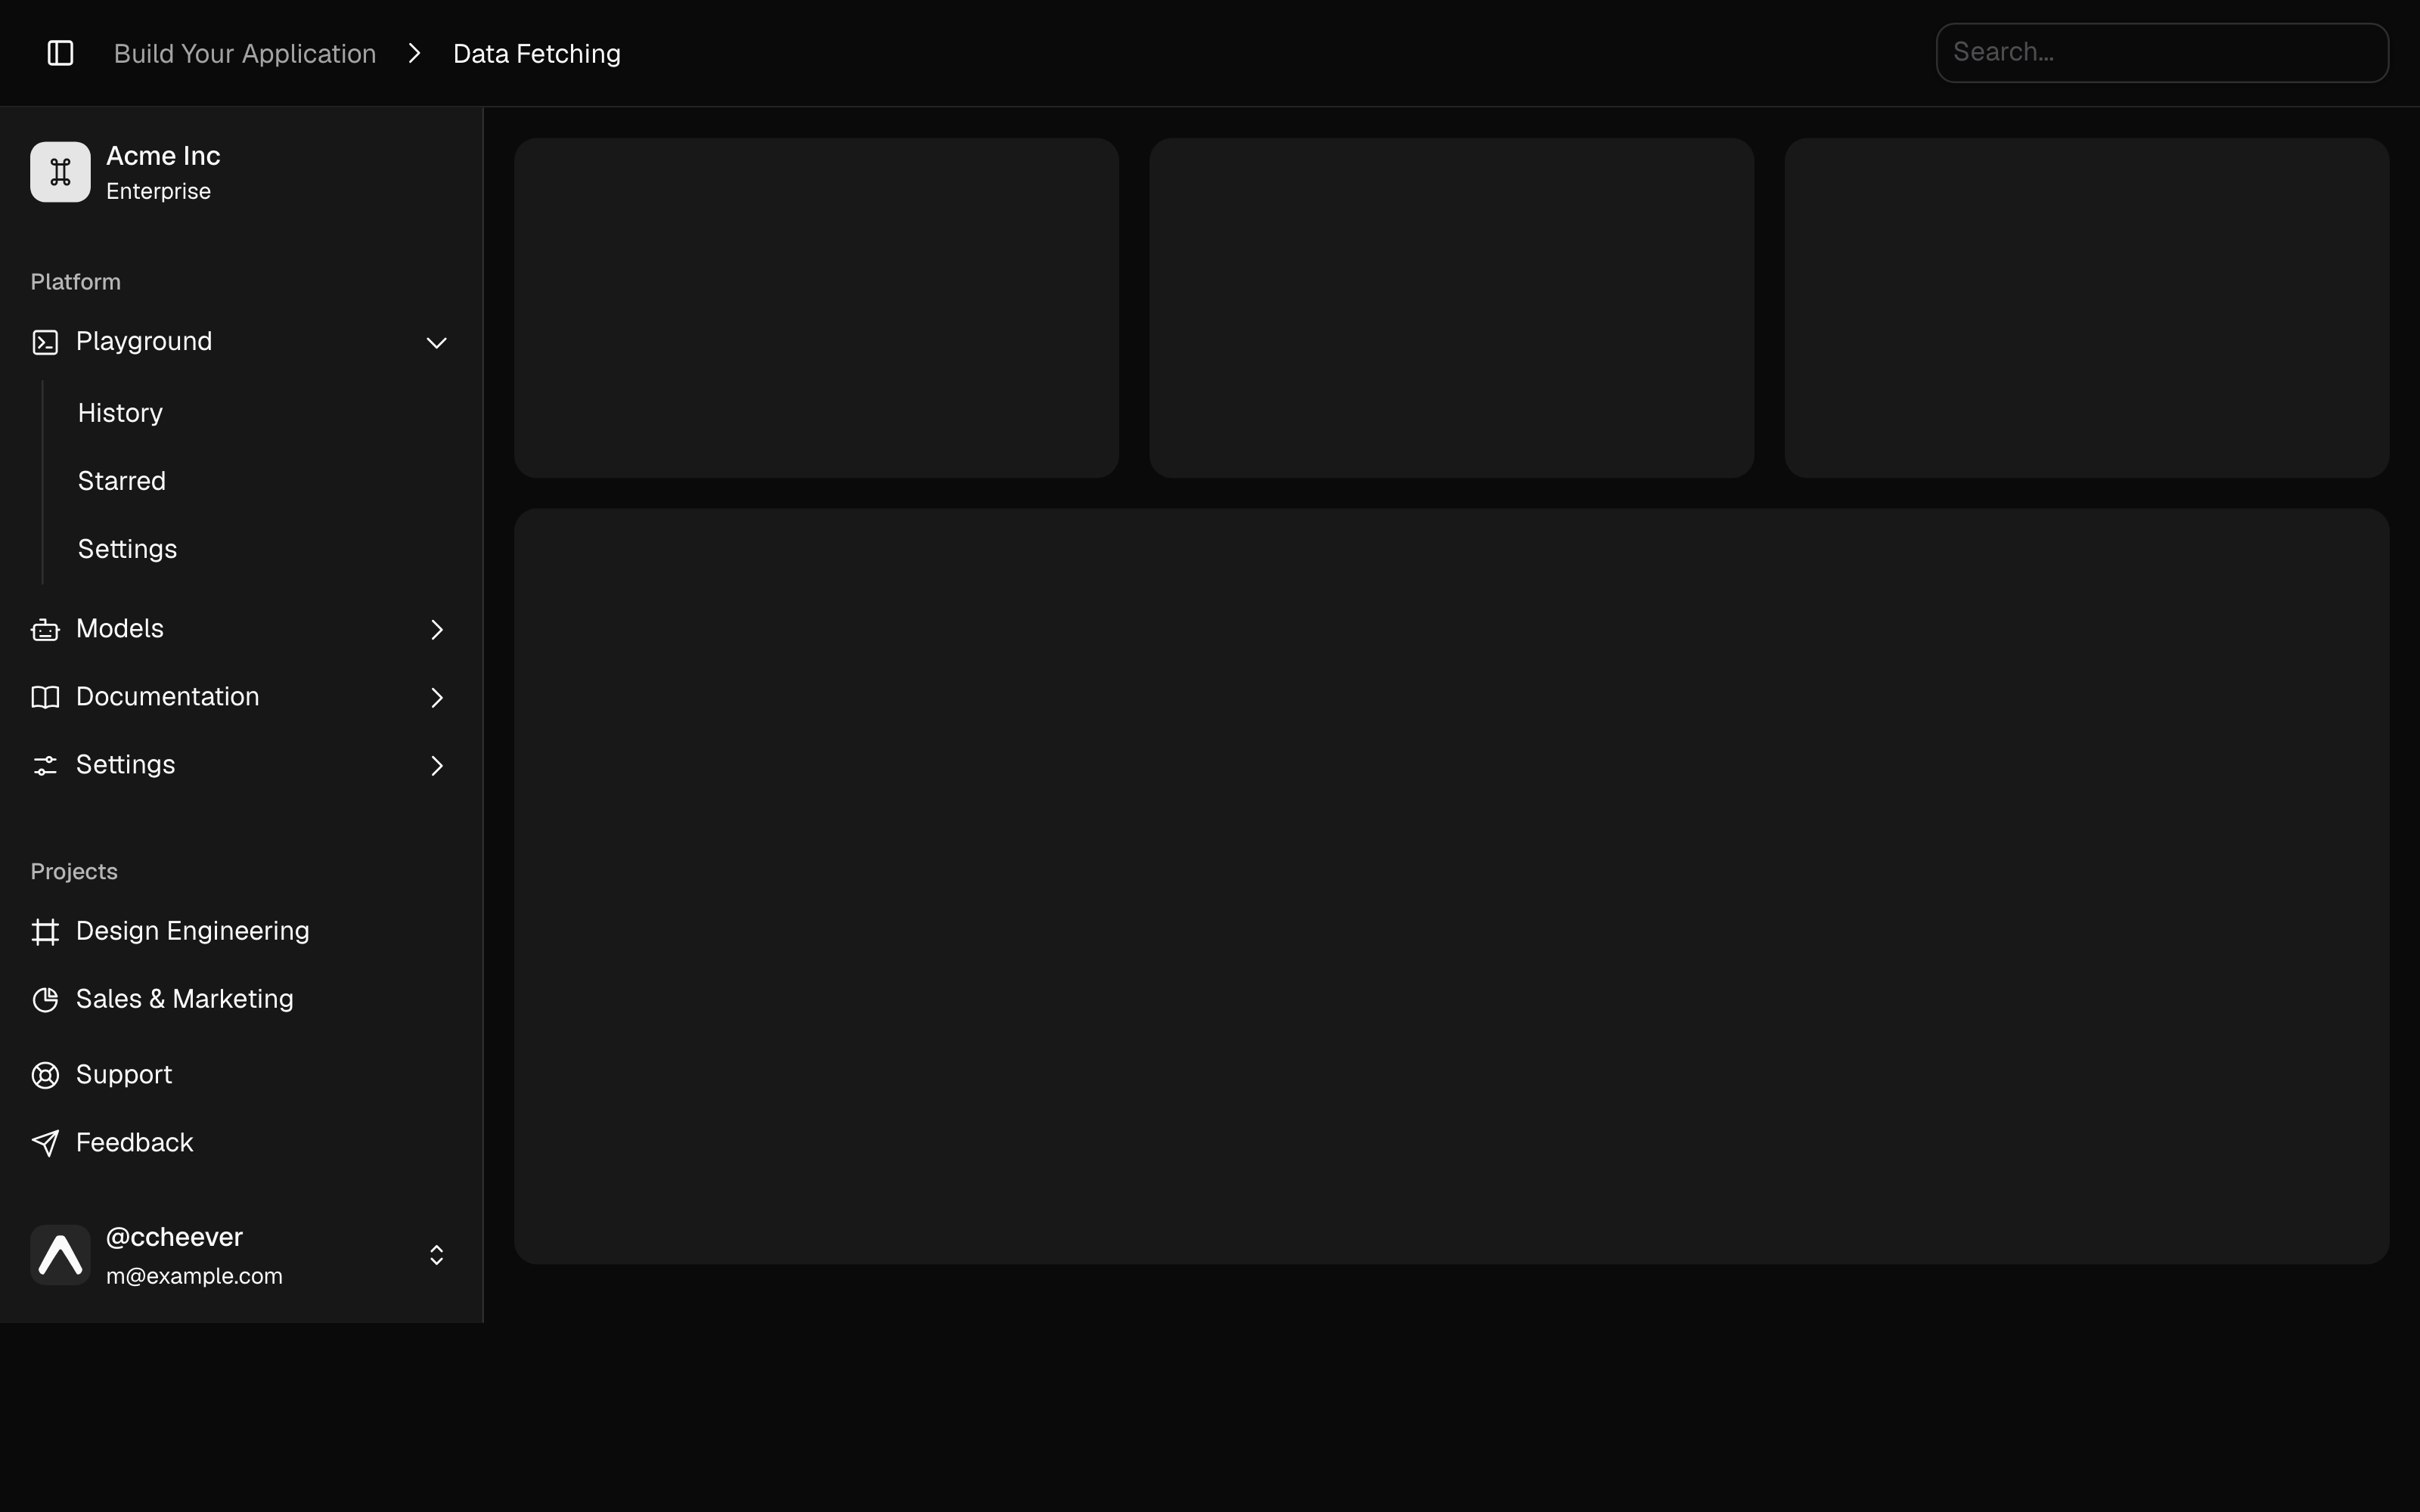 Build Your Application
Data Fetching
Search...
Acme Inc
Enterprise
Platform
Playground
History
Starred
Settings
Models
Documentation
Settings
Projects
Design Engineering
Sales & Marketing
Support
Feedback
@ccheever
m@example.com